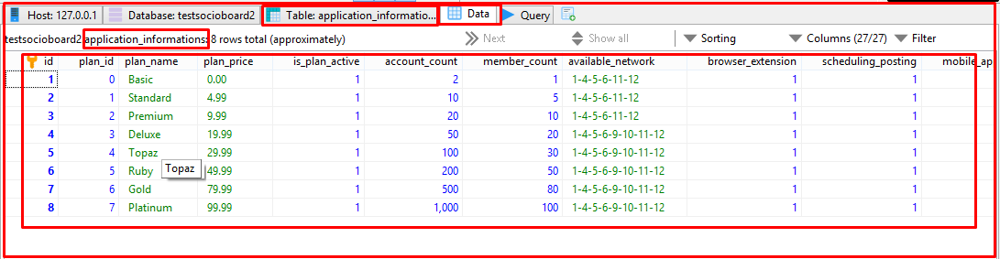 Host: 127.0.0.1 Database: testsocioboard2 Table: application_informatio... Data Query
testsocioboard2.application_informations: 8 rows total (approximately) Next Show all Sorting Columns (27/27) Filter
id plan_id plan_name plan_price is_plan_active account_count member_count available_network browser_extension scheduling_posting mobile_ap
1 0 Basic 0.00 1 2 1 1-4-5-6-11-12 1 1
2 1 Standard 4.99 1 10 5 1-4-5-6-11-12 1 1
3 2 Premium 9.99 1 20 10 1-4-5-6-11-12 1 1
4 3 Deluxe 19.99 1 50 20 1-4-5-6-9-10-11-12 1 1
5 4 Topaz 29.99 1 100 30 1-4-5-6-9-10-11-12 1 1
6 5 Ruby Topaz 49.99 1 200 50 1-4-5-6-9-10-11-12 1 1
7 6 Gold 79.99 1 500 80 1-4-5-6-9-10-11-12 1 1
8 7 Platinum 99.99 1 1,000 100 1-4-5-6-9-10-11-12 1 1